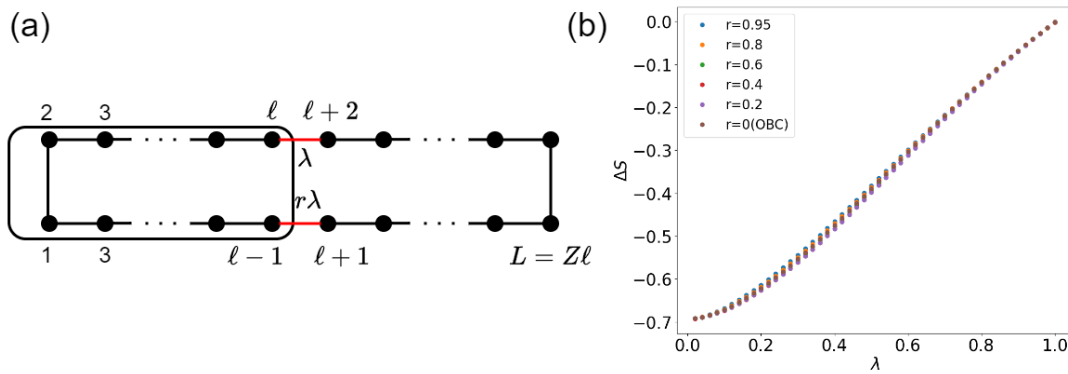 (a)
2 3 ℓ ℓ + 2
· · · · · ·
λ
rλ
· · · · · ·
1 3 ℓ − 1 ℓ + 1 L = Zℓ
(b)
r=0.95
r=0.8
r=0.6
r=0.4
r=0.2
r=0(OBC)
0.0
−0.1
−0.2
−0.3
−0.4
−0.5
−0.6
−0.7
ΔS
0.0 0.2 0.4 0.6 0.8 1.0
λ